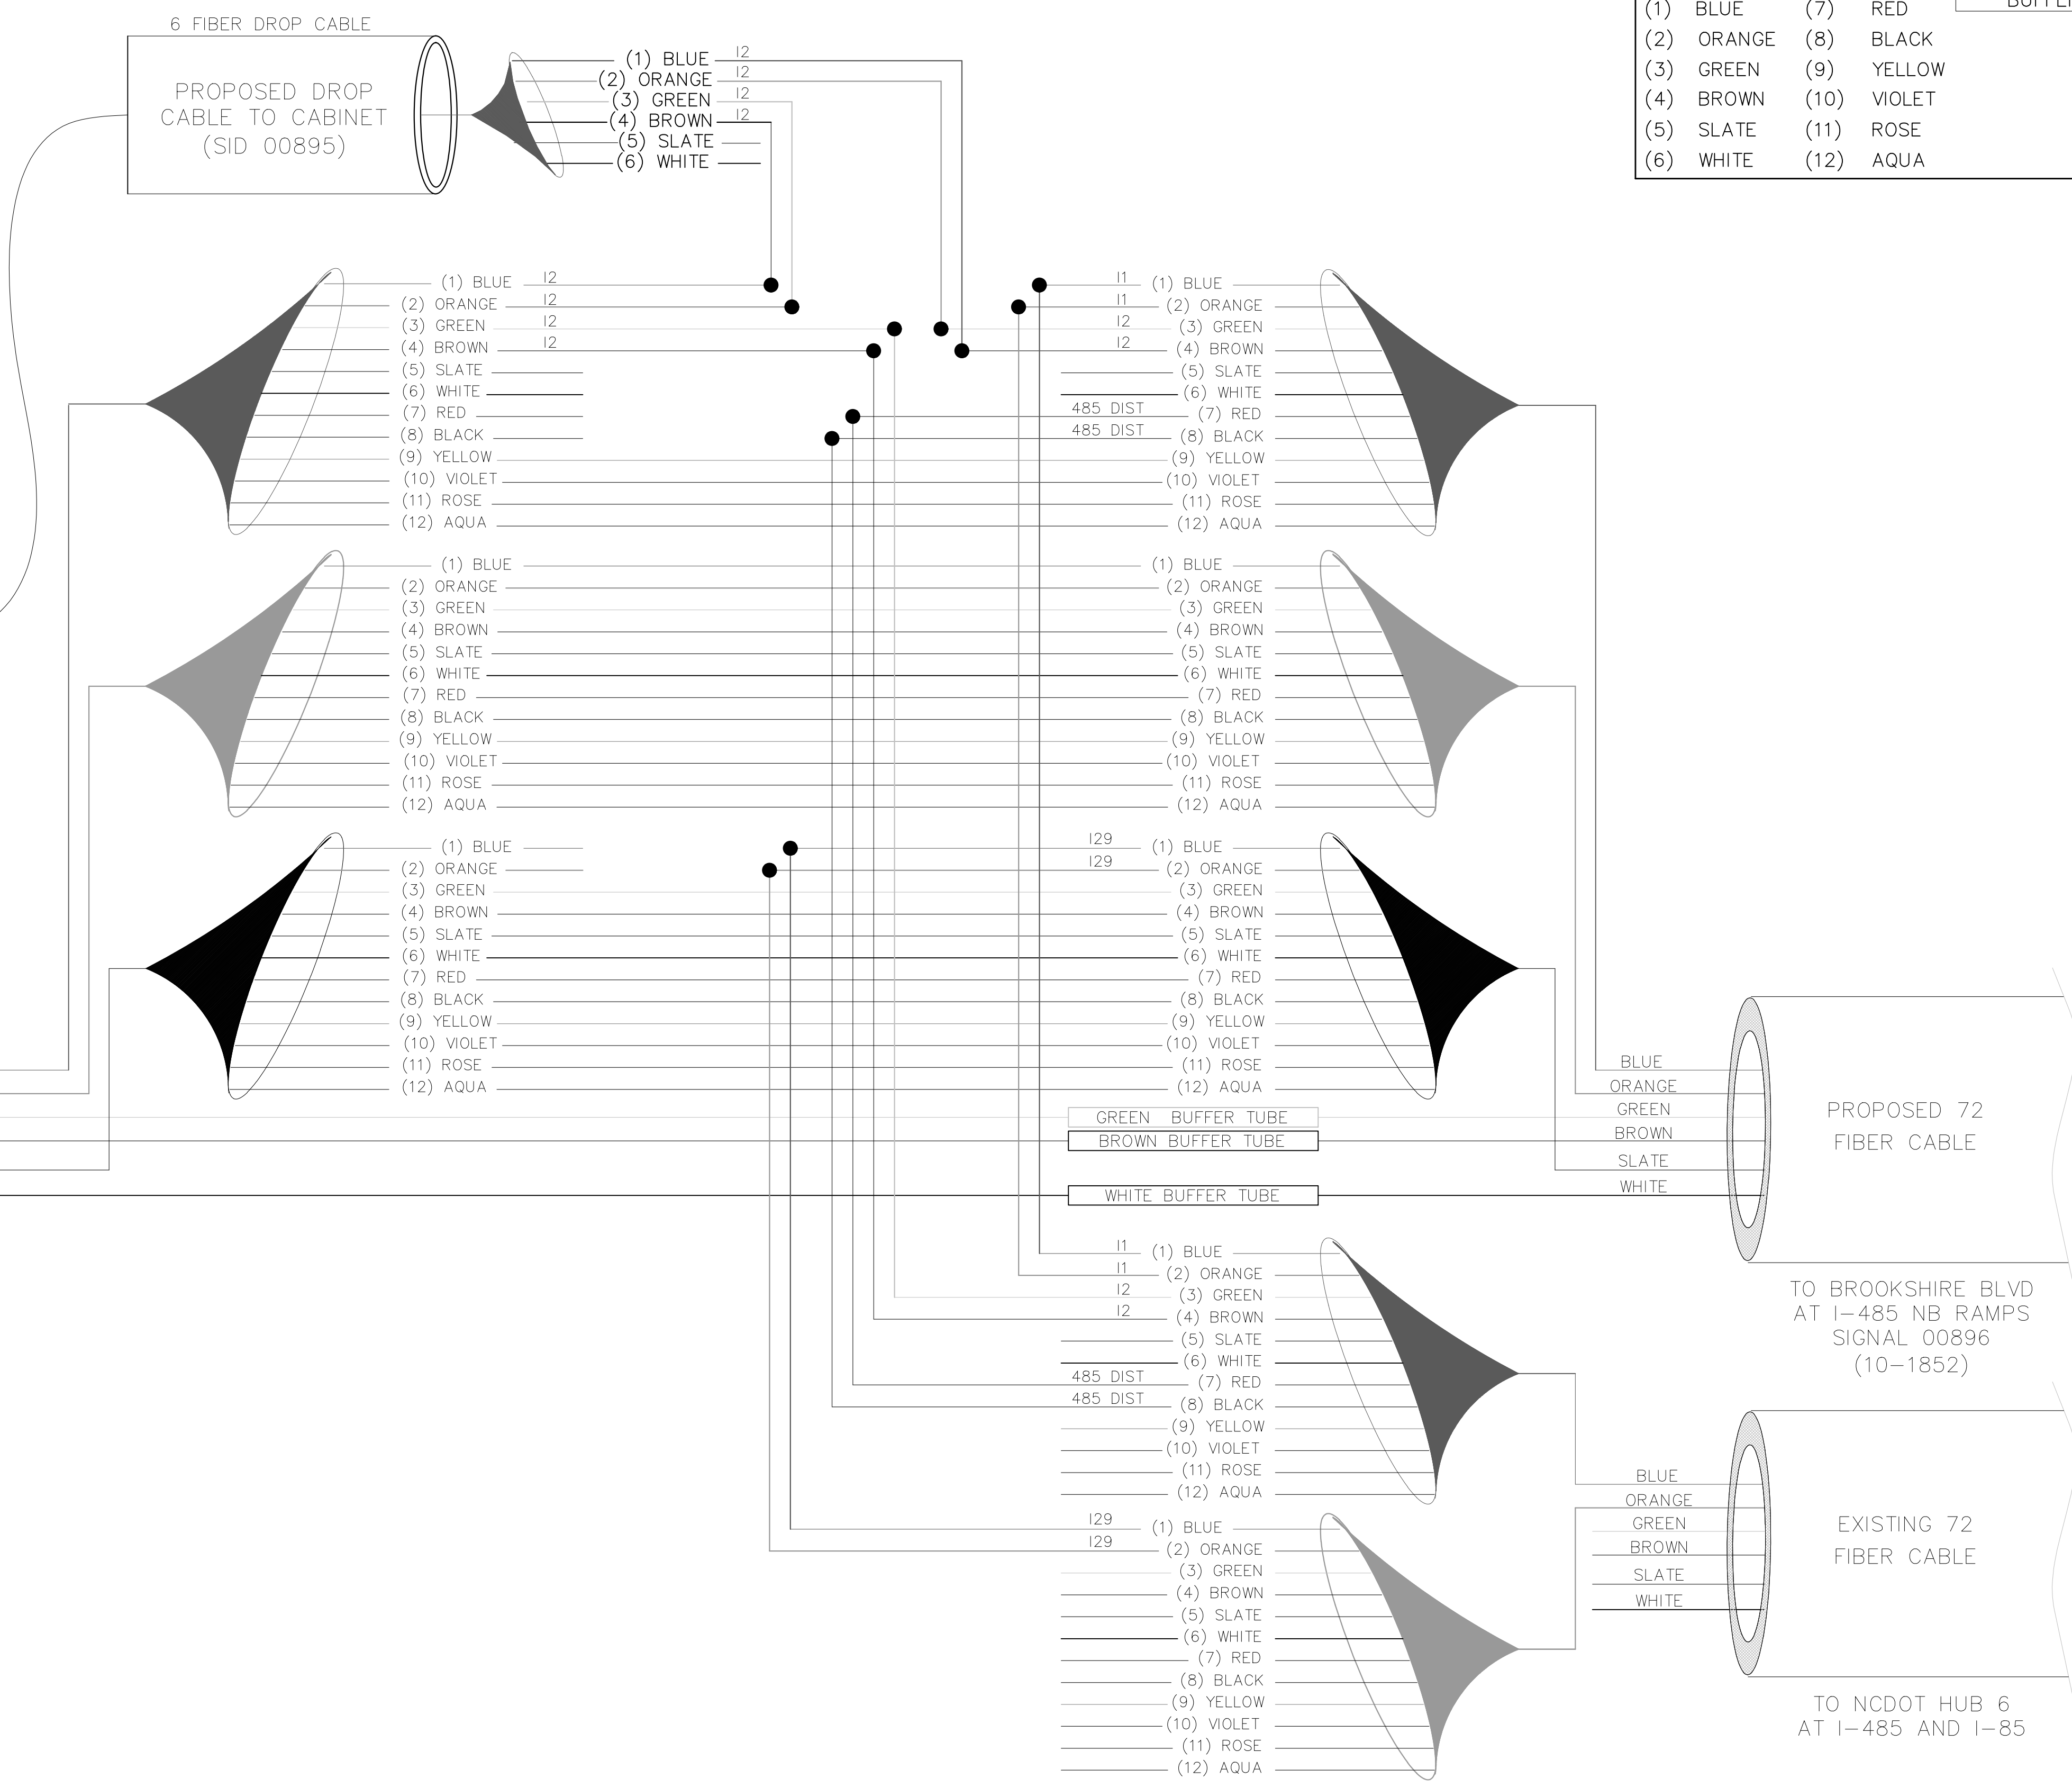 6 FIBER DROP CABLE
PROPOSED DROP
CABLE TO CABINET
(SID 00895)
(1) BLUE I2
(2) ORANGE I2
(3) GREEN I2
(4) BROWN I2
(5) SLATE
(6) WHITE
(1) BLUE (7) RED
(2) ORANGE (8) BLACK
(3) GREEN (9) YELLOW
(4) BROWN (10) VIOLET
(5) SLATE (11) ROSE
(6) WHITE (12) AQUA
(1) BLUE I2
(2) ORANGE I2
(3) GREEN I2
(4) BROWN I2
(5) SLATE
(6) WHITE
(7) RED
(8) BLACK
(9) YELLOW
(10) VIOLET
(11) ROSE
(12) AQUA
I1 (1) BLUE
I1 (2) ORANGE
I2 (3) GREEN
I2 (4) BROWN
(5) SLATE
(6) WHITE
485 DIST (7) RED
485 DIST (8) BLACK
(9) YELLOW
(10) VIOLET
(11) ROSE
(12) AQUA
(1) BLUE
(2) ORANGE
(3) GREEN
(4) BROWN
(5) SLATE
(6) WHITE
(7) RED
(8) BLACK
(9) YELLOW
(10) VIOLET
(11) ROSE
(12) AQUA
(1) BLUE
(2) ORANGE
(3) GREEN
(4) BROWN
(5) SLATE
(6) WHITE
(7) RED
(8) BLACK
(9) YELLOW
(10) VIOLET
(11) ROSE
(12) AQUA
(1) BLUE
(2) ORANGE
(3) GREEN
(4) BROWN
(5) SLATE
(6) WHITE
(7) RED
(8) BLACK
(9) YELLOW
(10) VIOLET
(11) ROSE
(12) AQUA
I29 (1) BLUE
I29 (2) ORANGE
(3) GREEN
(4) BROWN
(5) SLATE
(6) WHITE
(7) RED
(8) BLACK
(9) YELLOW
(10) VIOLET
(11) ROSE
(12) AQUA
GREEN BUFFER TUBE
BROWN BUFFER TUBE
WHITE BUFFER TUBE
BLUE
ORANGE
GREEN
BROWN
SLATE
WHITE
PROPOSED 72
FIBER CABLE
TO BROOKSHIRE BLVD
AT I-485 NB RAMPS
SIGNAL 00896
(10-1852)
I1 (1) BLUE
I1 (2) ORANGE
I2 (3) GREEN
I2 (4) BROWN
(5) SLATE
(6) WHITE
485 DIST (7) RED
485 DIST (8) BLACK
(9) YELLOW
(10) VIOLET
(11) ROSE
(12) AQUA
I29 (1) BLUE
I29 (2) ORANGE
(3) GREEN
(4) BROWN
(5) SLATE
(6) WHITE
(7) RED
(8) BLACK
(9) YELLOW
(10) VIOLET
(11) ROSE
(12) AQUA
BLUE
ORANGE
GREEN
BROWN
SLATE
WHITE
EXISTING 72
FIBER CABLE
TO NCDOT HUB 6
AT I-485 AND I-85